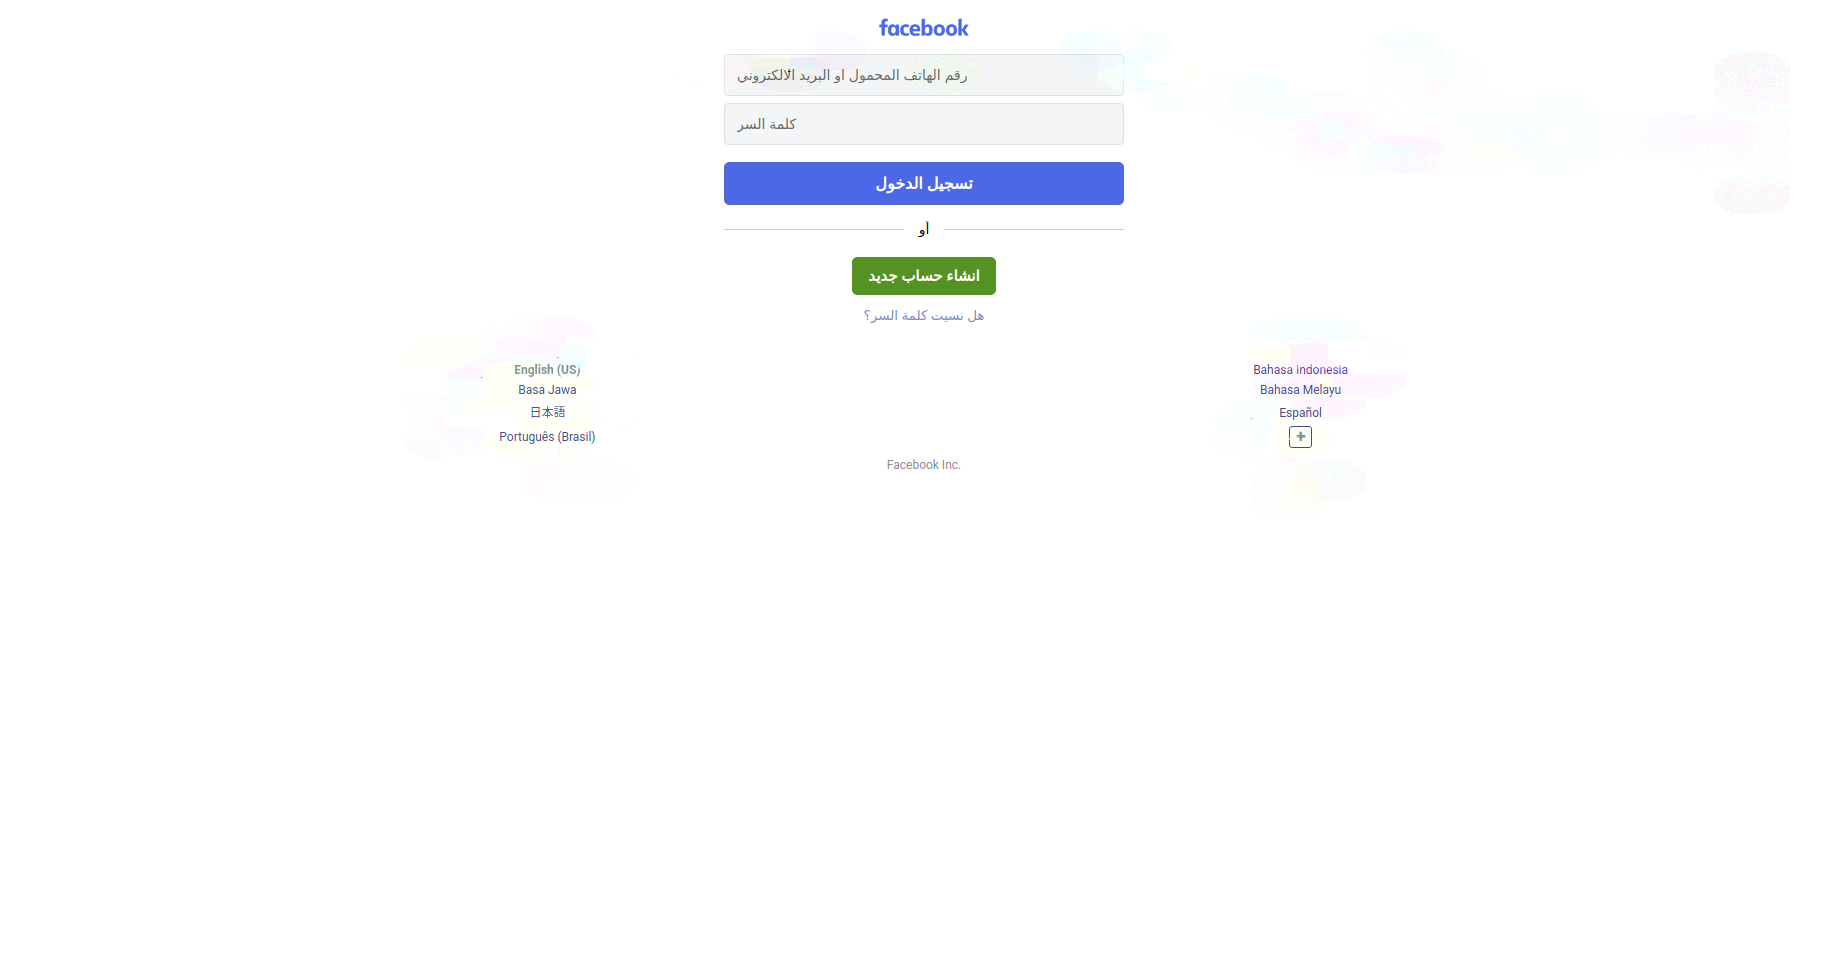 facebook
رقم الهاتف المحمول او البريد الالكتروني
كلمة السر
تسجيل الدخول
أو
انشاء حساب جديد
هل نسيت كلمة السر؟
English (US)
Bahasa Indonesia
Basa Jawa
Bahasa Melayu
日本語
Español
Português (Brasil)
+
Facebook Inc.